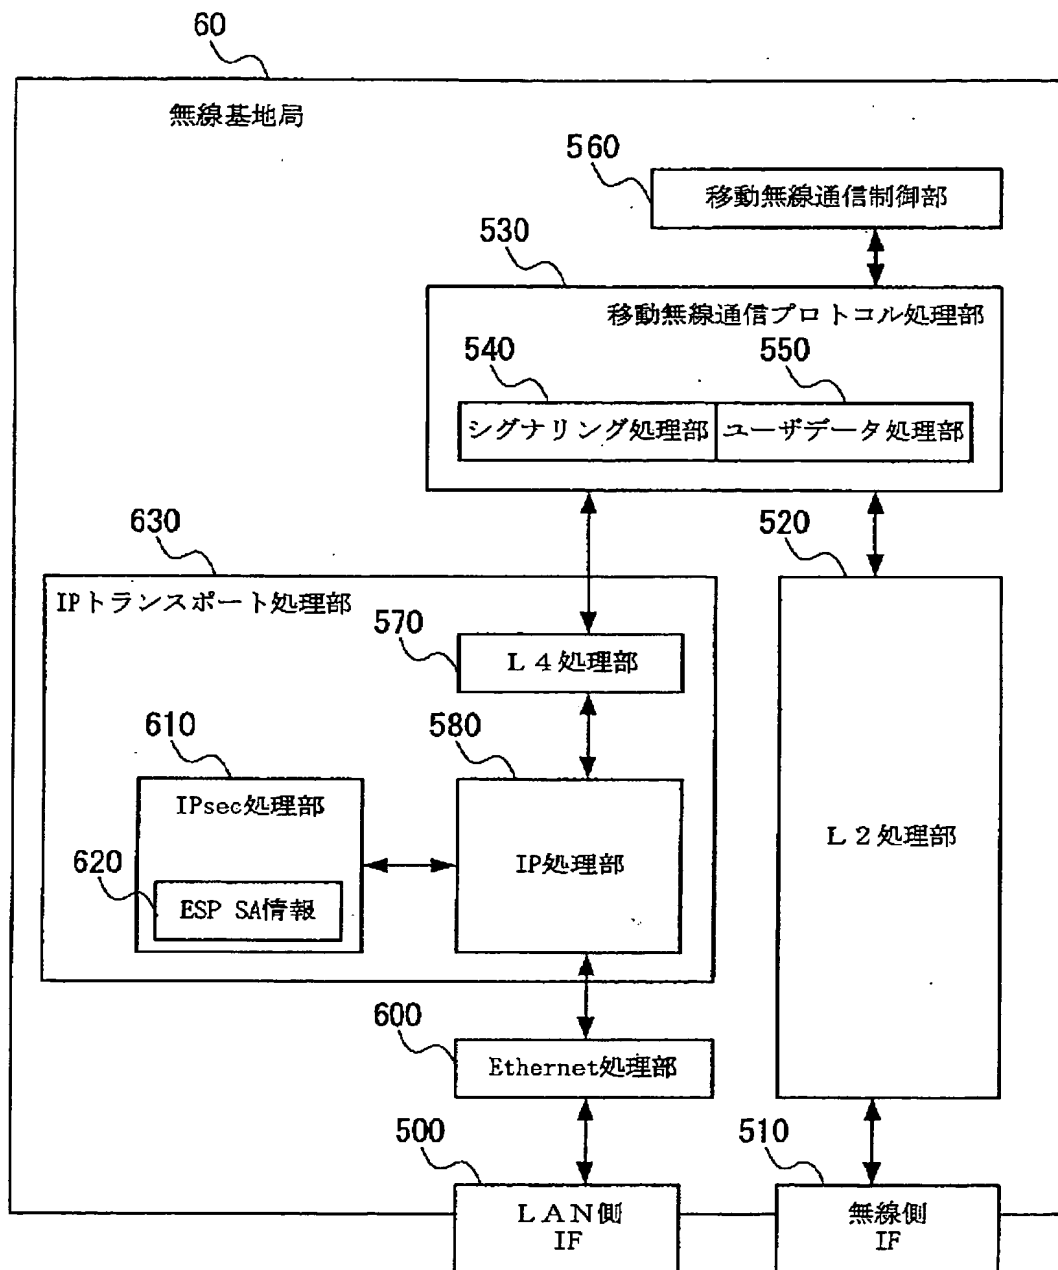 60
無線基地局
560
移動無線通信制御部
530
移動無線通信プロトコル処理部
540
550
シグナリング処理部
ユーザデータ処理部
630
520
IPトランスポート処理部
570
L4処理部
610
580
IPsec処理部
L2処理部
620
IP処理部
ESP SA情報
600
Ethernet処理部
500
510
LAN側
IF
無線側
IF